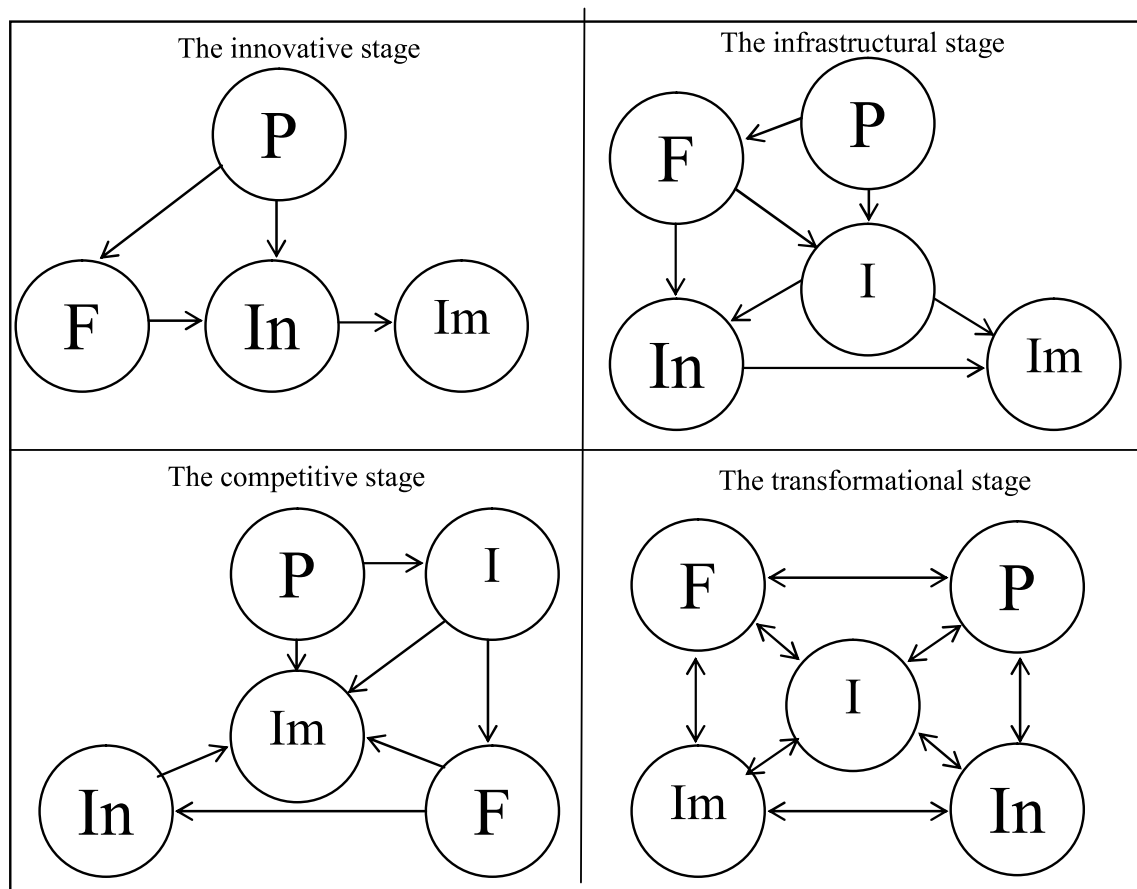 The innovative stage
P
F
In
Im
The infrastructural stage
P
F
I
In
Im
The competitive stage
P
I
Im
In
F
The transformational stage
F
P
I
Im
In